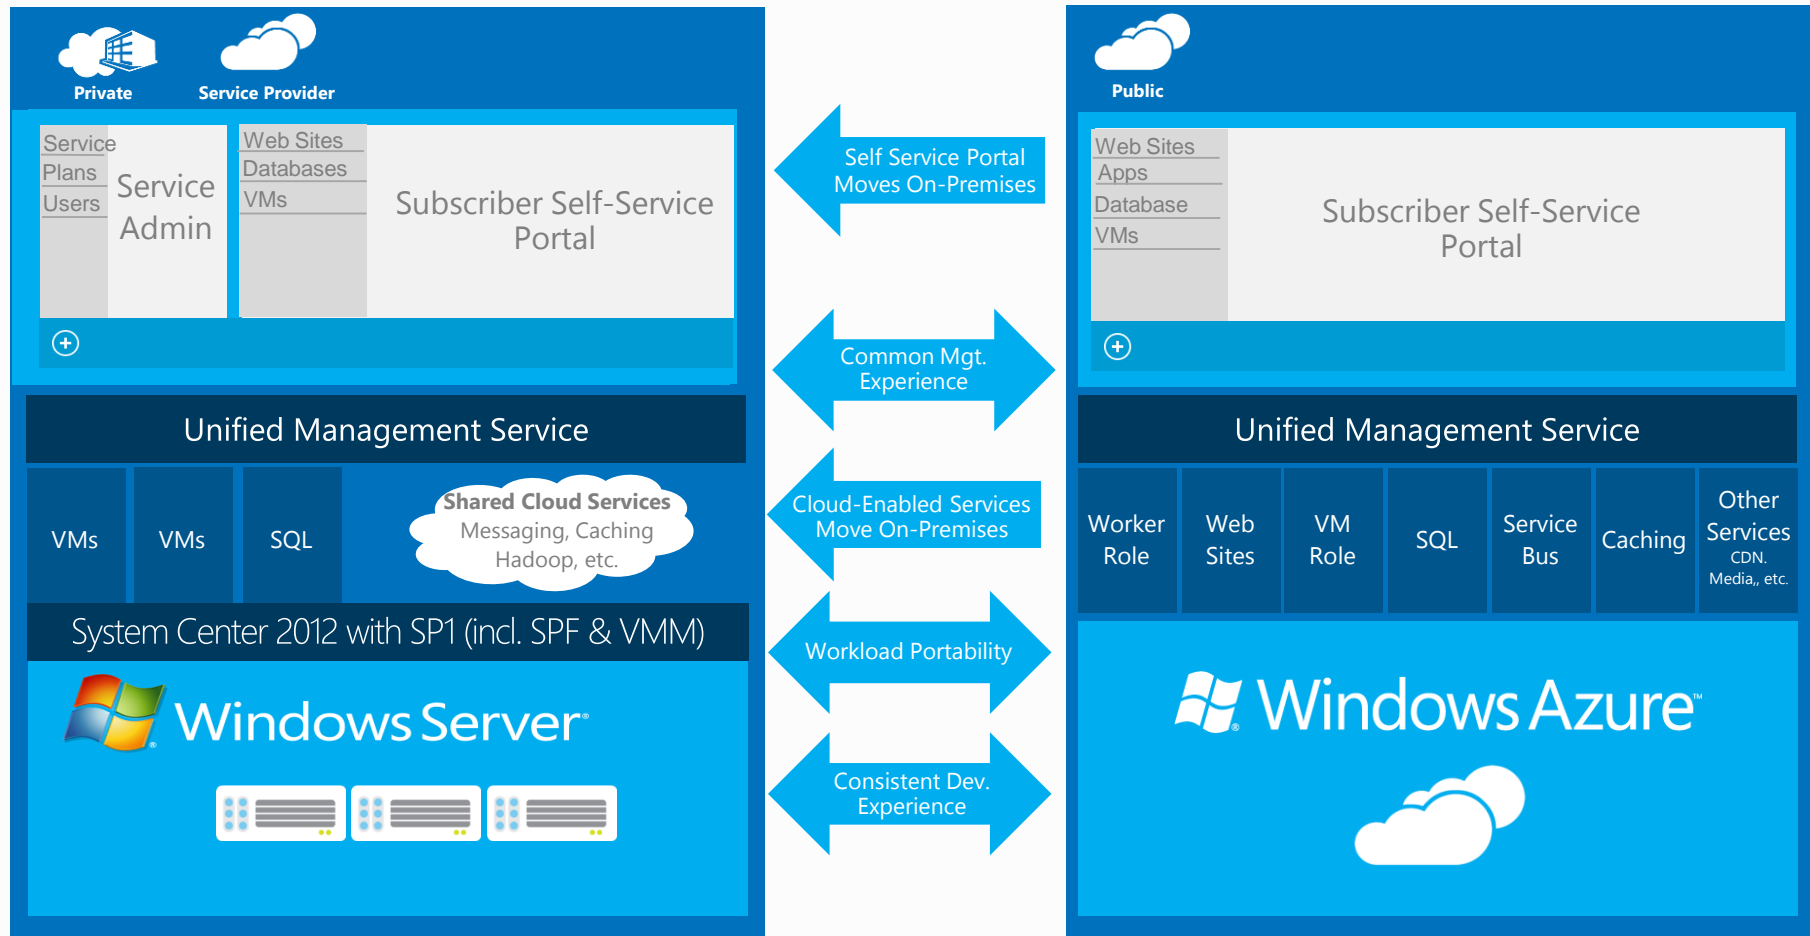 Private
Service Provider
Service
Plans
Users
Service
Admin
Web Sites
Databases
VMs
Subscriber Self-Service
Portal
Unified Management Service
VMs
VMs
SQL
Shared Cloud Services
Messaging, Caching
Hadoop, etc.
System Center 2012 with SP1 (incl. SPF & VMM)
Windows Server
Self Service Portal
Moves On-Premises
Common Mgt.
Experience
Cloud-Enabled Services
Move On-Premises
Workload Portability
Consistent Dev.
Experience
Public
Web Sites
Apps
Database
VMs
Subscriber Self-Service
Portal
Unified Management Service
Worker
Role
Web
Sites
VM
Role
SQL
Service
Bus
Caching
Other
Services
CDN.
Media,, etc.
Windows Azure™